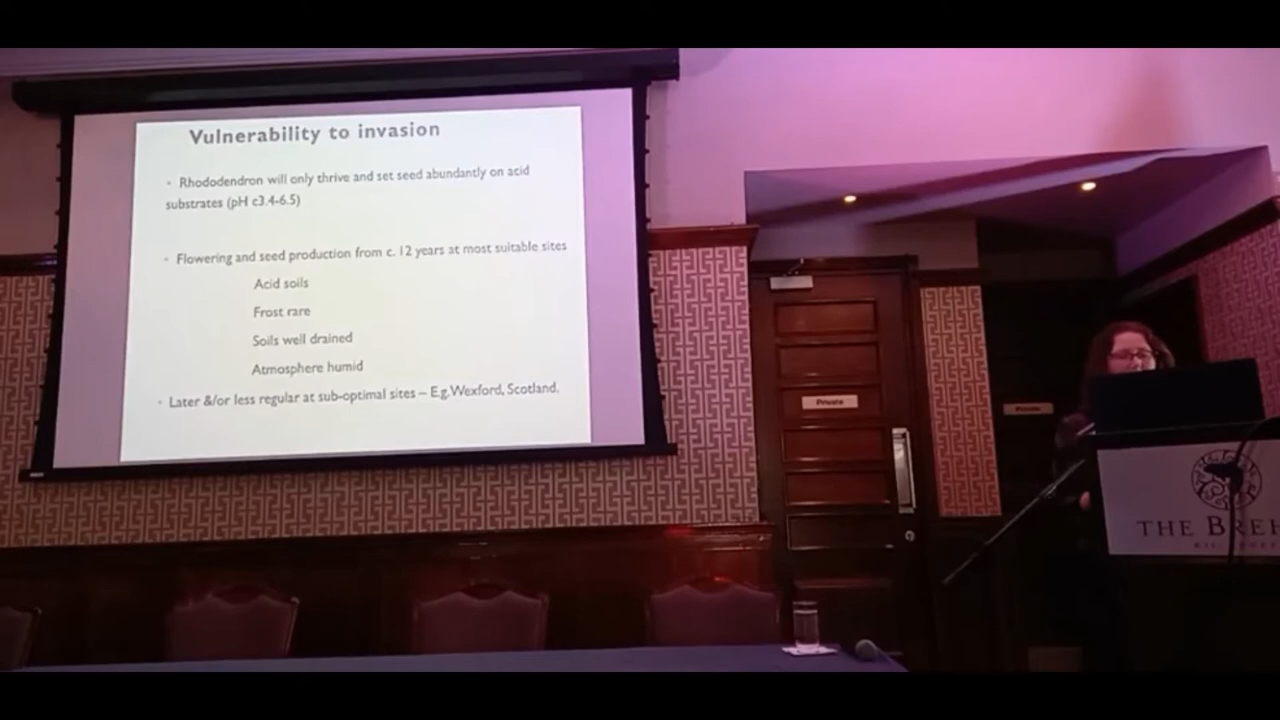 Vulnerability to invasion
• Rhododendron will only thrive and set seed abundantly on acid
substrates (pH c3.4-6.5)
• Flowering and seed production from c. 12 years at most suitable sites
Acid soils
Frost rare
Soils well drained
Atmosphere humid
• Later &/or less regular at sub-optimal sites – E.g. Wexford, Scotland.
Private
Private
THE